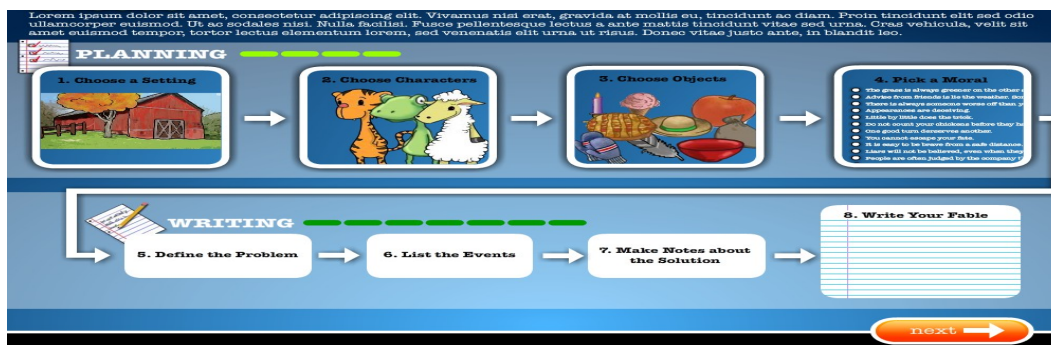 Lorem ipsum dolor sit amet, consectetur adipiscing elit. Vivamus nisi erat, gravida at mollis eu, tincidunt ac diam. Proin tincidunt elit sed odio
ullamcorper euismod. Ut ac sodales nisi. Nulla facilisi. Fusce pellentesque lectus a ante mattis tincidunt vitae sed urna. Cras vehicula, velit sit
amet euismod tempor, tortor lectus elementum lorem, sed venenatis elit urna ut risus. Donec vitae justo ante, in blandit leo.
PLANNING
1. Choose a Setting
2. Choose Characters
3. Choose Objects
4. Pick a Moral
The grass is always greener on the other
Advice from friends is lie the weather.
There is always someone worse off than
Appearances are deceiving.
Little by little does the trick.
Do not count your chickens before they
One good turn derserves another.
You cannot escape your fate.
It is easy to be brave from a safe distance.
Liars will not be believed, even when they
People are often judged by the company
WRITING
5. Define the Problem
6. List the Events
7. Make Notes about
the Solution
8. Write Your Fable
next